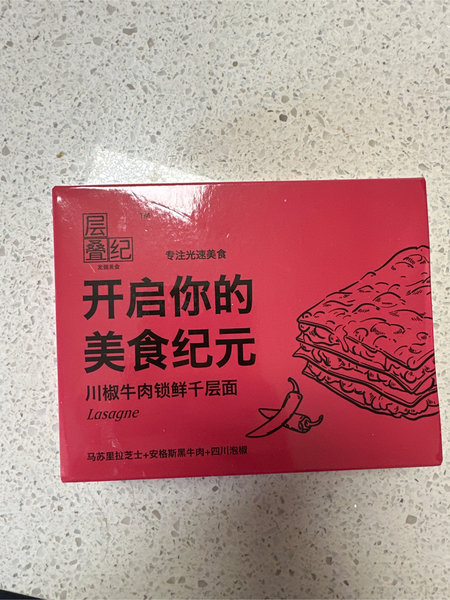 层叠纪
TM
专注光速美食
开启你的
美食纪元
川椒牛肉锁鲜千层面
Lasagne
马苏里拉芝士+安格斯黑牛肉+四川泡椒